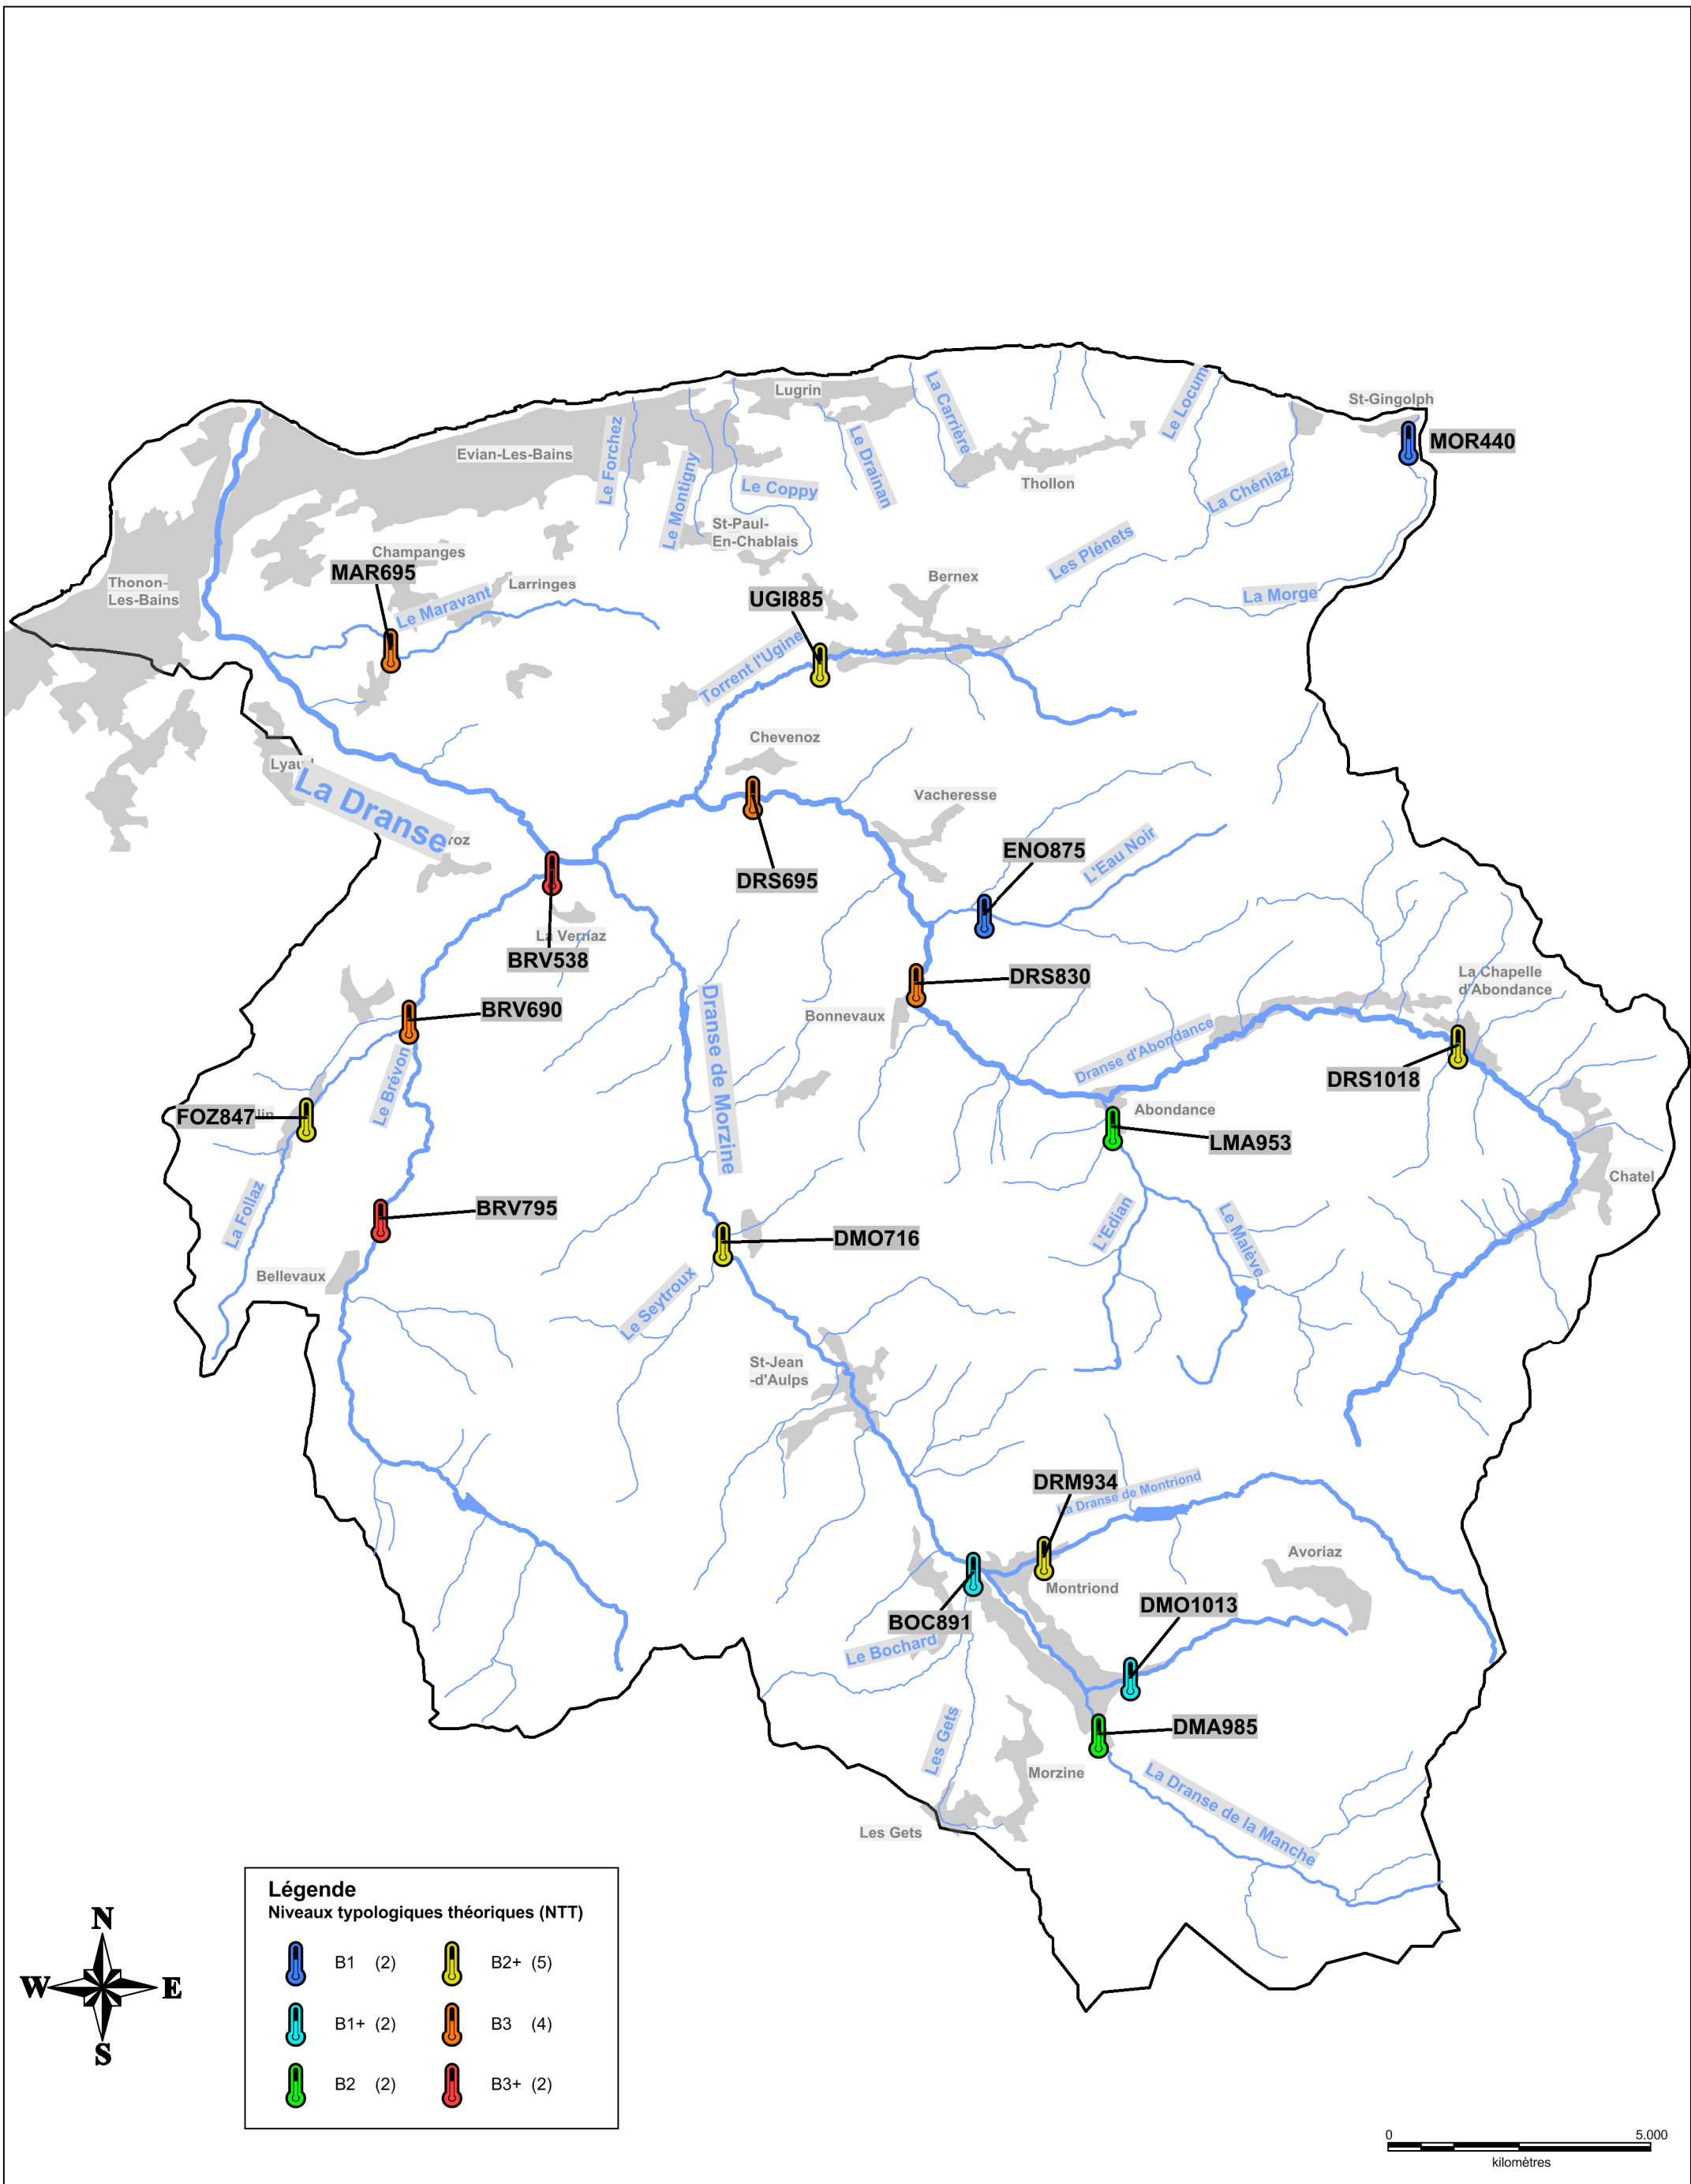 Lugrin
St-Gingolph
MOR440
Evian-Les-Bains
Le Forchez
Le Montigny
Le Coppy
Le Drainan
La Carrière
Le Locum
Thollon
La Chéniaz
St-Paul-
En-Chablais
Les Plénets
Champanges
MAR695
Larringes
Le Maravant
Thonon-
Les-Bains
UGI885
Bernex
La Morge
Torrent l'Ugine
Chevenoz
Lyau
La Dranse
roz
Vacheresse
ENO875
L'Eau Noir
DRS695
La Vernaz
BRV538
DRS830
La Chapelle
d'Abondance
BRV690
Bonnevaux
Dranse de Morzine
Dranse d'Abondance
Le Brévon
DRS1018
FOZ847
lin
Abondance
LMA953
Chatel
La Follaz
BRV795
DMO716
L'Edian
Le Malève
Bellevaux
Le Seytroux
St-Jean
-d'Aulps
DRM934
La Dranse de Montriond
Avoriaz
Montriond
DMO1013
BOC891
Le Bochard
DMA985
Les Gets
Morzine
La Dranse de la Manche
Les Gets
Légende
Niveaux typologiques théoriques (NTT)
B1 (2)
B2+ (5)
B1+ (2)
B3 (4)
B2 (2)
B3+ (2)
N
W
E
S
0
5.000
kilomètres